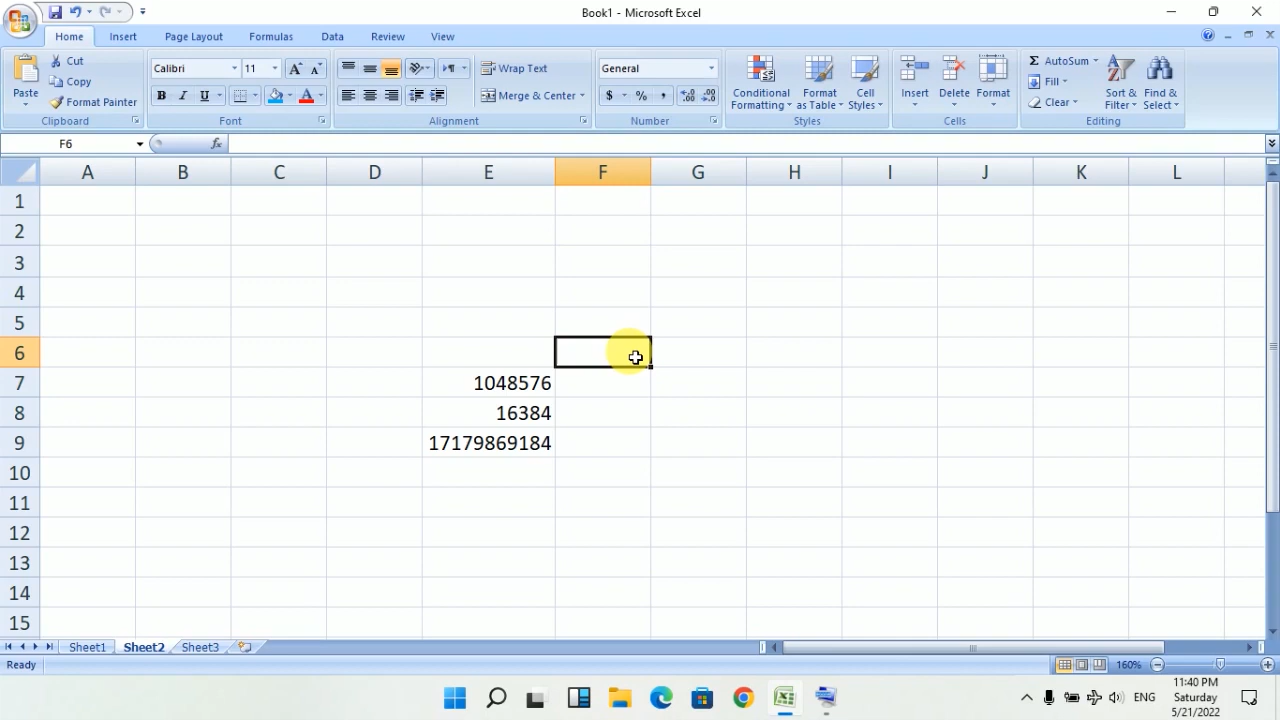 Book1 - Microsoft Excel
Home Insert Page Layout Formulas Data Review View
Paste
Cut
Copy
Format Painter
Clipboard
Calibri 11
B I U
Font
Wrap Text
Merge & Center
Alignment
General
$ % ,
Number
Conditional Formatting
Format as Table
Cell Styles
Styles
Insert Delete Format
Cells
AutoSum
Fill
Clear
Sort & Filter
Find & Select
Editing
F6 fx
A B C D E F G H I J K L
1
2
3
4
5
6
7 1048576
8 16384
9 17179869184
10
11
12
13
14
15
Sheet1 Sheet2 Sheet3
Ready 160%
ENG
11:40 PM
Saturday
5/21/2022